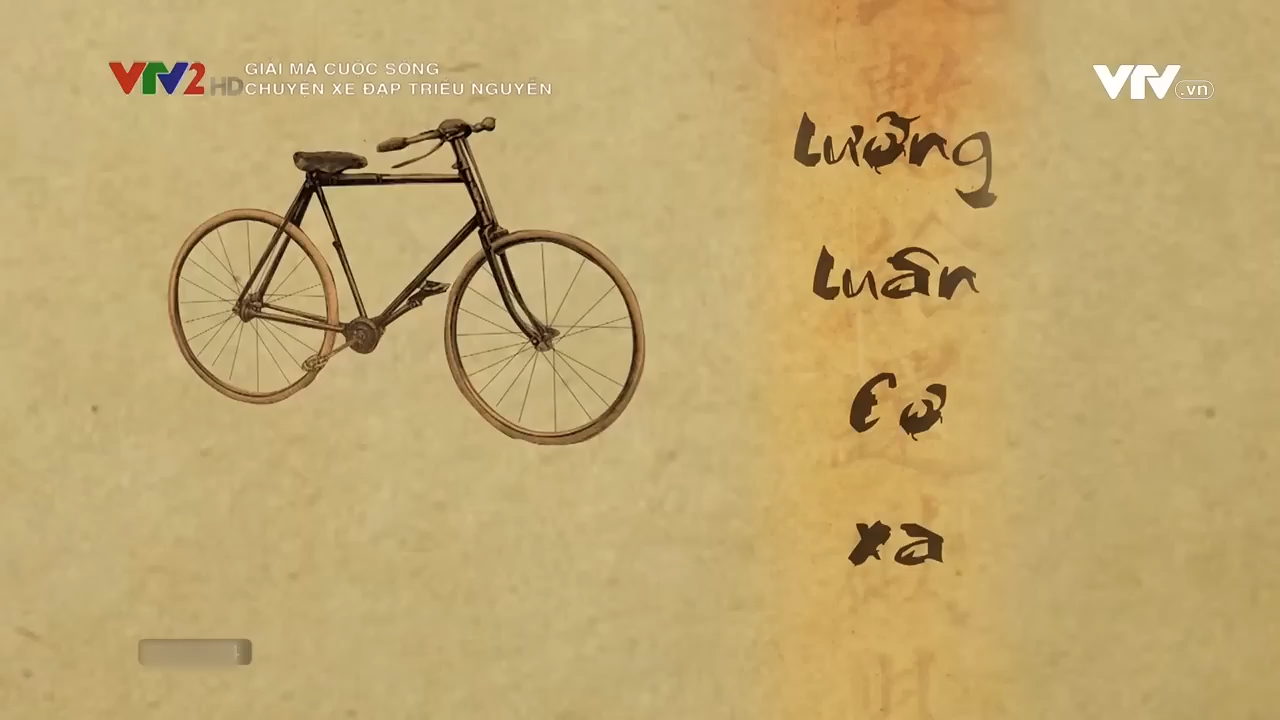 VTV2 HD
GIẢI MÃ CUỘC SỐNG
CHUYỆN XE ĐẠP TRIỀU NGUYỄN
VTV.vn
Lưỡng
Luân
Cơ
xa